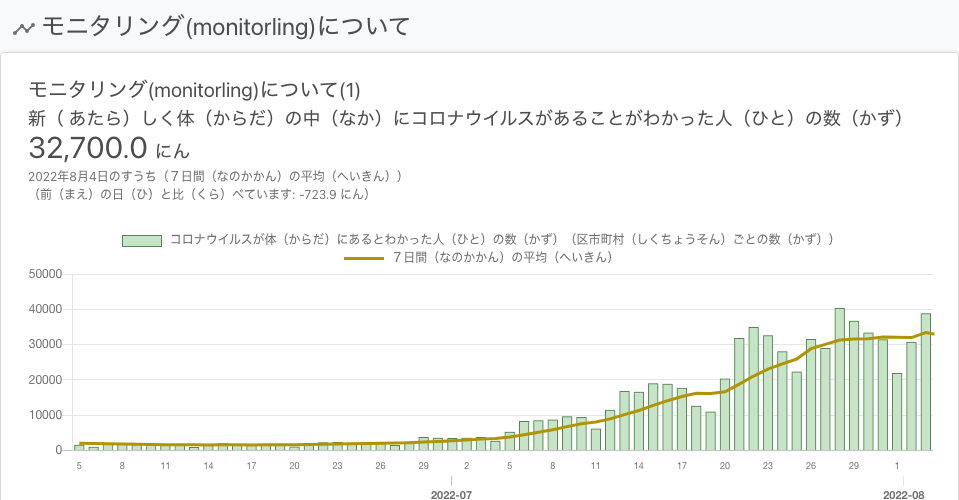 モニタリング(monitorling)について
モニタリング(monitorling)について(1)
新（ あたら）しく体（からだ）の中（なか）にコロナウイルスがあることがわかった人（ひと）の数（かず）
32,700.0 にん
2022年8月4日のすうち（７日間（なのかかん）の平均（へいきん））
（前（まえ）の日（ひ）と比（くら）べています: -723.9 にん）
コロナウイルスが体（からだ）にあるとわかった人（ひと）の数（かず）（区市町村（しくちょうそん）ごとの数（かず））
７日間（なのかかん）の平均（へいきん）
50000
40000
30000
20000
10000
0
5 8 11 14 17 20 23 26 29 2 5 8 11 14 17 20 23 26 29 1
2022-07 2022-08